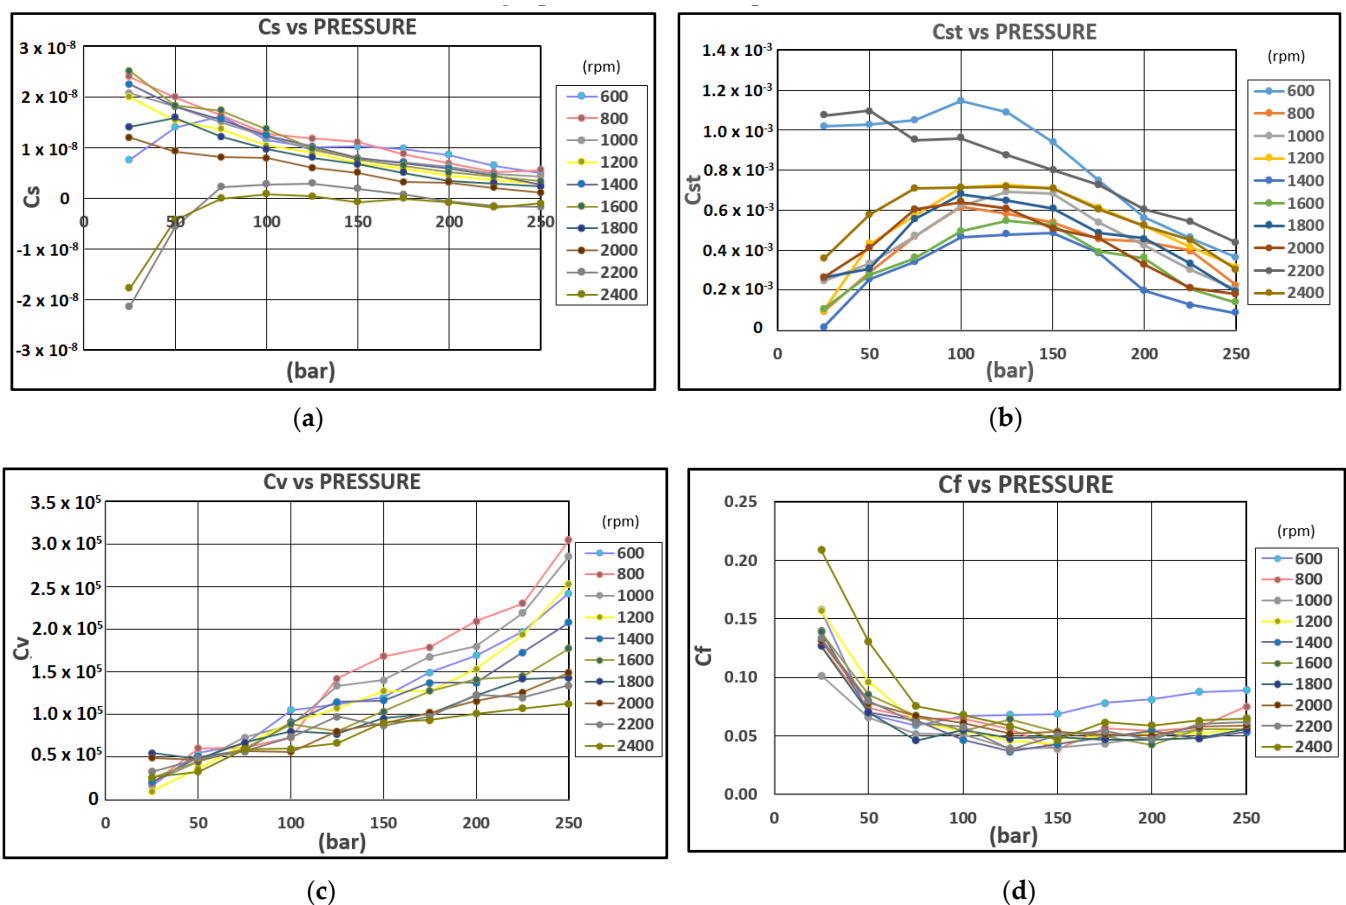 Cs vs PRESSURE
3 x 10⁻⁸
2 x 10⁻⁸
1 x 10⁻⁸
0
-1 x 10⁻⁸
-2 x 10⁻⁸
-3 x 10⁻⁸
Cs
0 50 100 150 200 250
(bar)
(rpm)
600
800
1000
1200
1400
1600
1800
2000
2200
2400
(a)
Cst vs PRESSURE
1.4 x 10⁻³
1.2 x 10⁻³
1.0 x 10⁻³
0.8 x 10⁻³
0.6 x 10⁻³
0.4 x 10⁻³
0.2 x 10⁻³
0
Cst
0 50 100 150 200 250
(bar)
(rpm)
600
800
1000
1200
1400
1600
1800
2000
2200
2400
(b)
Cv vs PRESSURE
3.5 x 10⁵
3.0 x 10⁵
2.5 x 10⁵
2.0 x 10⁵
1.5 x 10⁵
1.0 x 10⁵
0.5 x 10⁵
0
Cv
0 50 100 150 200 250
(bar)
(rpm)
600
800
1000
1200
1400
1600
1800
2000
2200
2400
(c)
Cf vs PRESSURE
0.25
0.20
0.15
0.10
0.05
0.00
Cf
0 50 100 150 200 250
(bar)
(rpm)
600
800
1000
1200
1400
1600
1800
2000
2200
2400
(d)